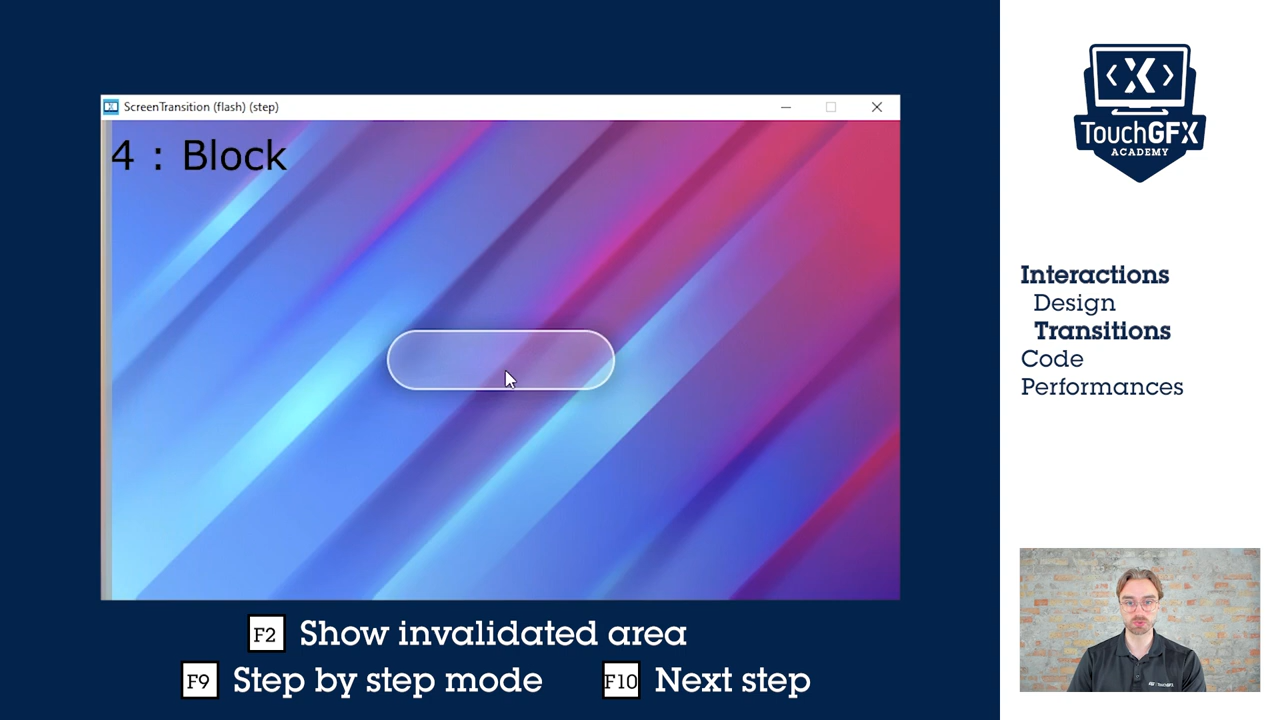 ScreenTransition (flash) (step)
4 : Block
F2 Show invalidated area
F9 Step by step mode F10 Next step
TouchGFX
ACADEMY
Interactions
Design
Transitions
Code
Performances